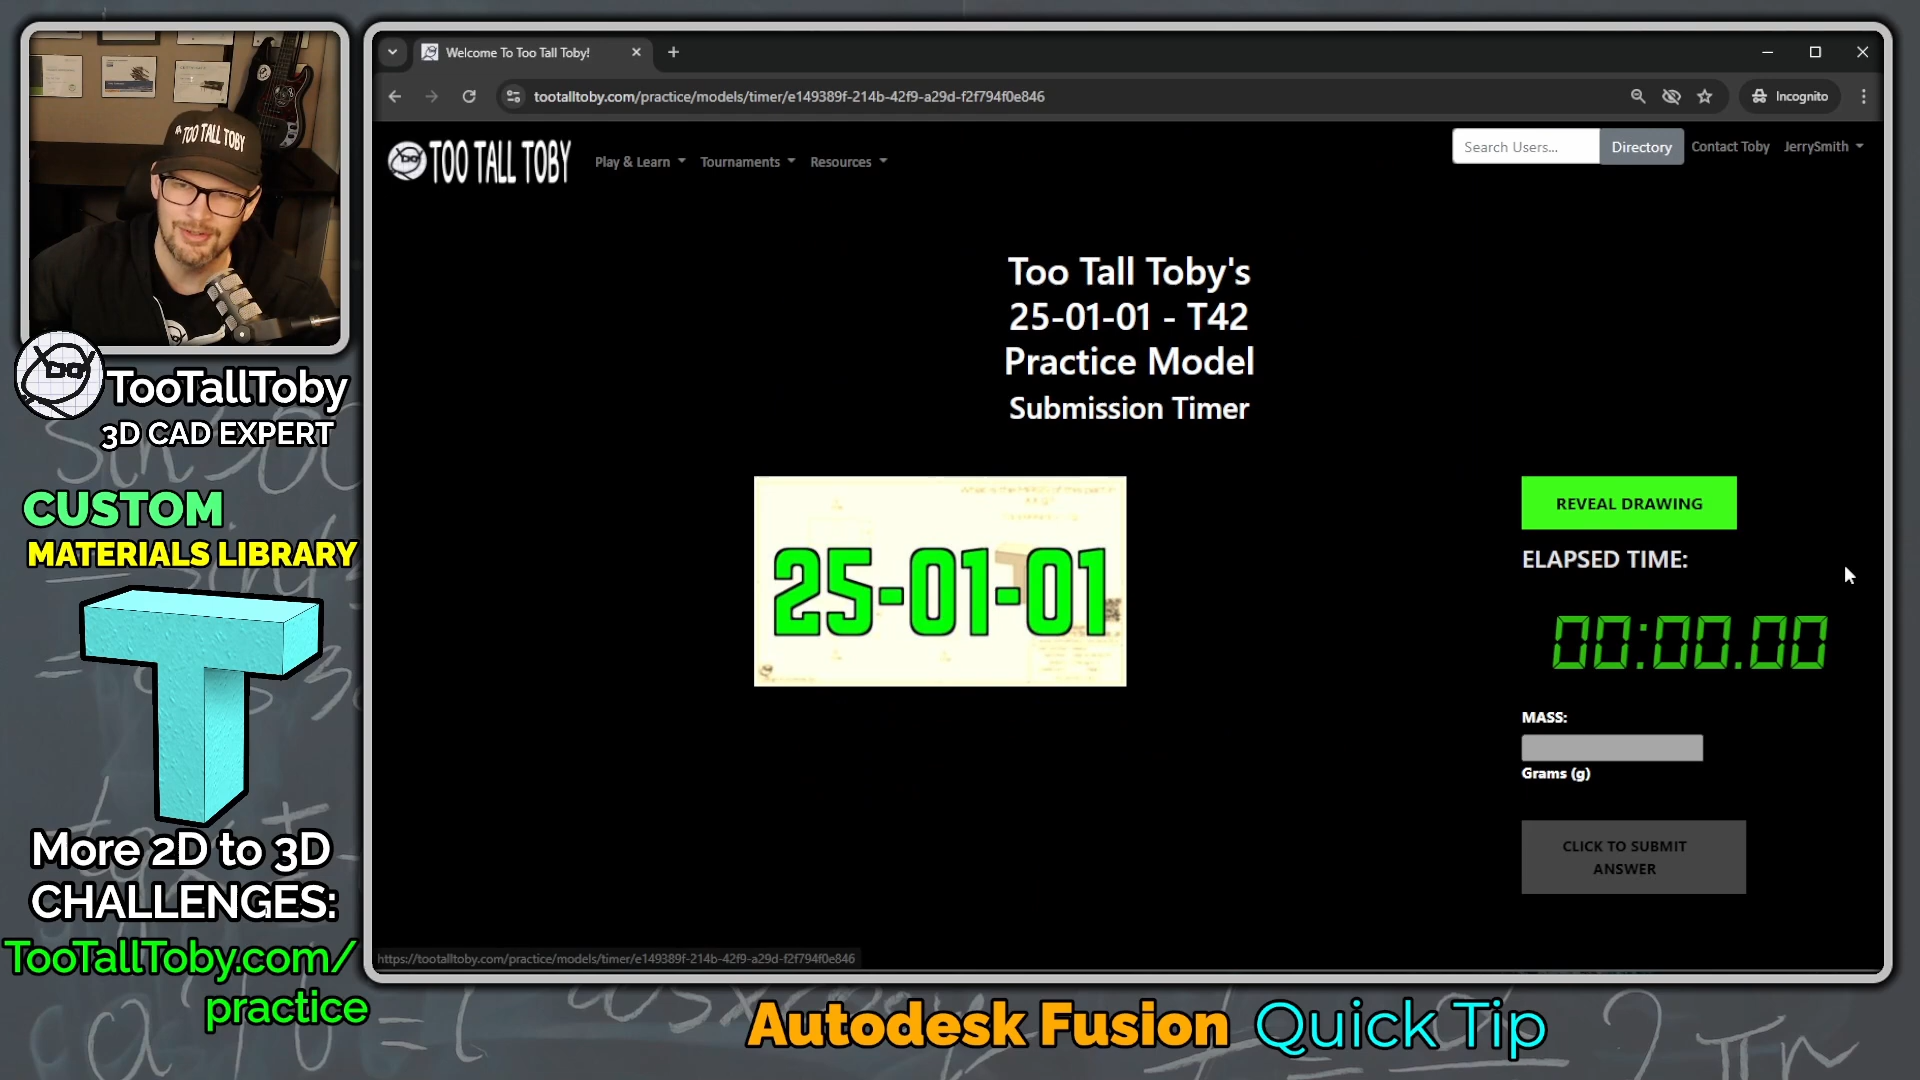 TOO TALL TOBY
TooTallToby
3D CAD EXPERT
CUSTOM
MATERIALS LIBRARY
More 2D to 3D
CHALLENGES:
TooTallToby.com/
practice
Welcome To Too Tall Toby!
tootalltoby.com/practice/models/timer/e149389f-214b-42f9-a29d-f2f794f0e846
Incognito
TOO TALL TOBY
Play & Learn
Tournaments
Resources
Search Users...
Directory
Contact Toby
JerrySmith
Too Tall Toby's
25-01-01 - T42
Practice Model
Submission Timer
25-01-01
REVEAL DRAWING
ELAPSED TIME:
00:00.00
MASS:
Grams (g)
CLICK TO SUBMIT
ANSWER
https://tootalltoby.com/practice/models/timer/e149389f-214b-42f9-a29d-f2f794f0e846
Autodesk Fusion Quick Tip